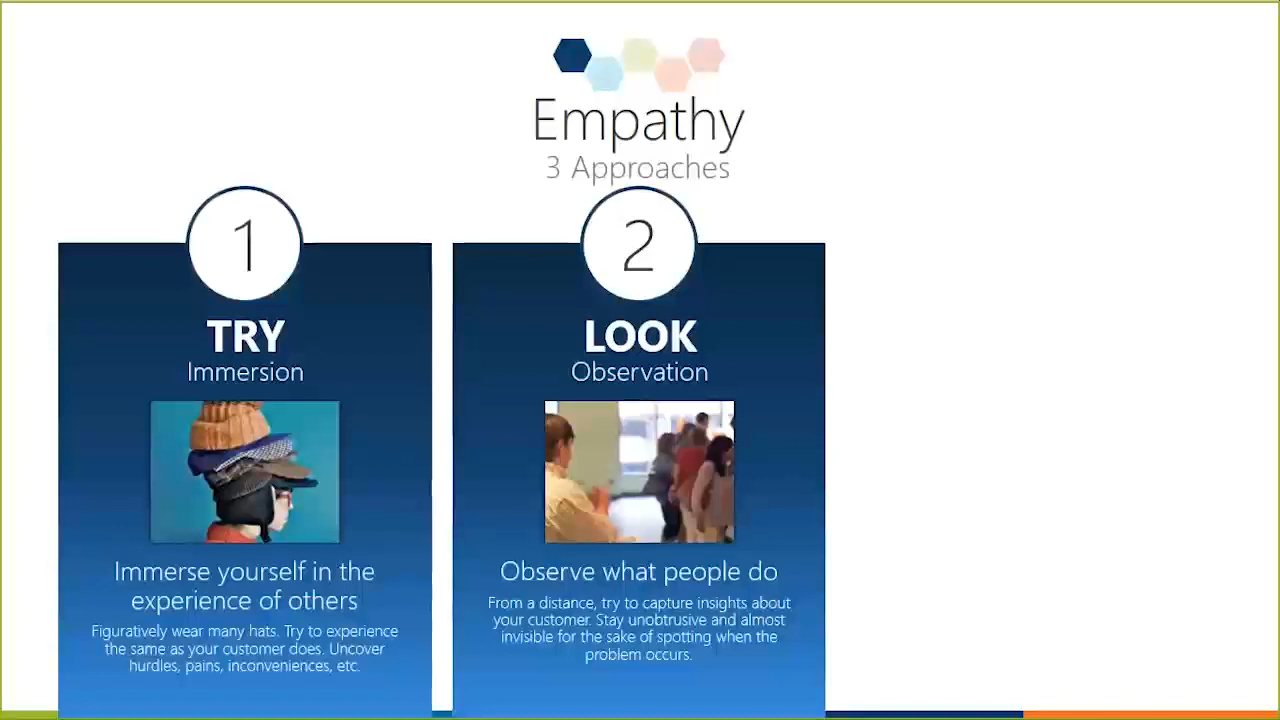 Empathy
3 Approaches
1
TRY
Immersion
Immerse yourself in the
experience of others
Figuratively wear many hats. Try to experience
the same as your customer does. Uncover
hurdles, pains, inconveniences, etc.
2
LOOK
Observation
Observe what people do
From a distance, try to capture insights about
your customer. Stay unobtrusive and almost
invisible for the sake of spotting when the
problem occurs.